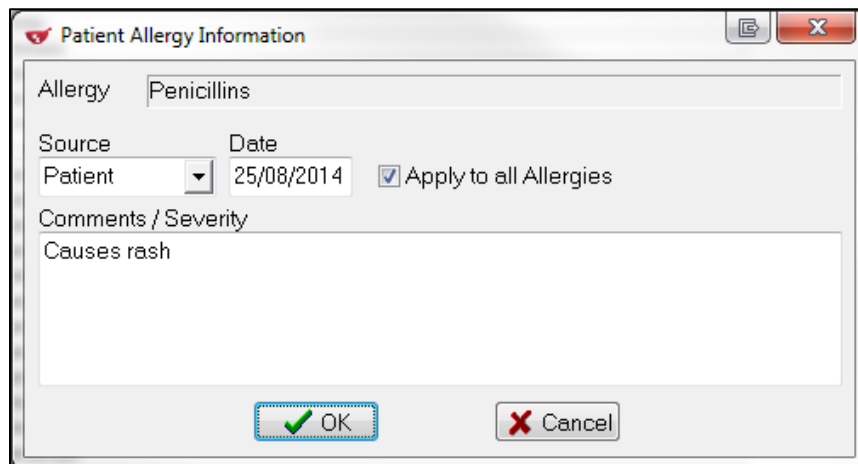 Patient Allergy Information
Allergy Penicillins
Source Date
Patient 25/08/2014 Apply to all Allergies
Comments / Severity
Causes rash
OK Cancel